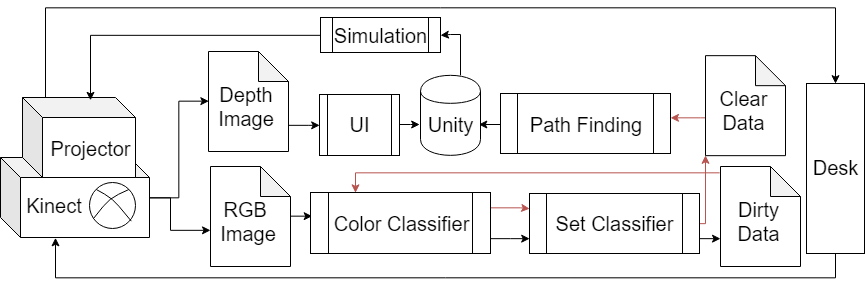 Simulation
Depth
Image
UI
Unity
Path Finding
Clear
Data
Projector
Kinect
RGB
Image
Color Classifier
Set Classifier
Dirty
Data
Desk